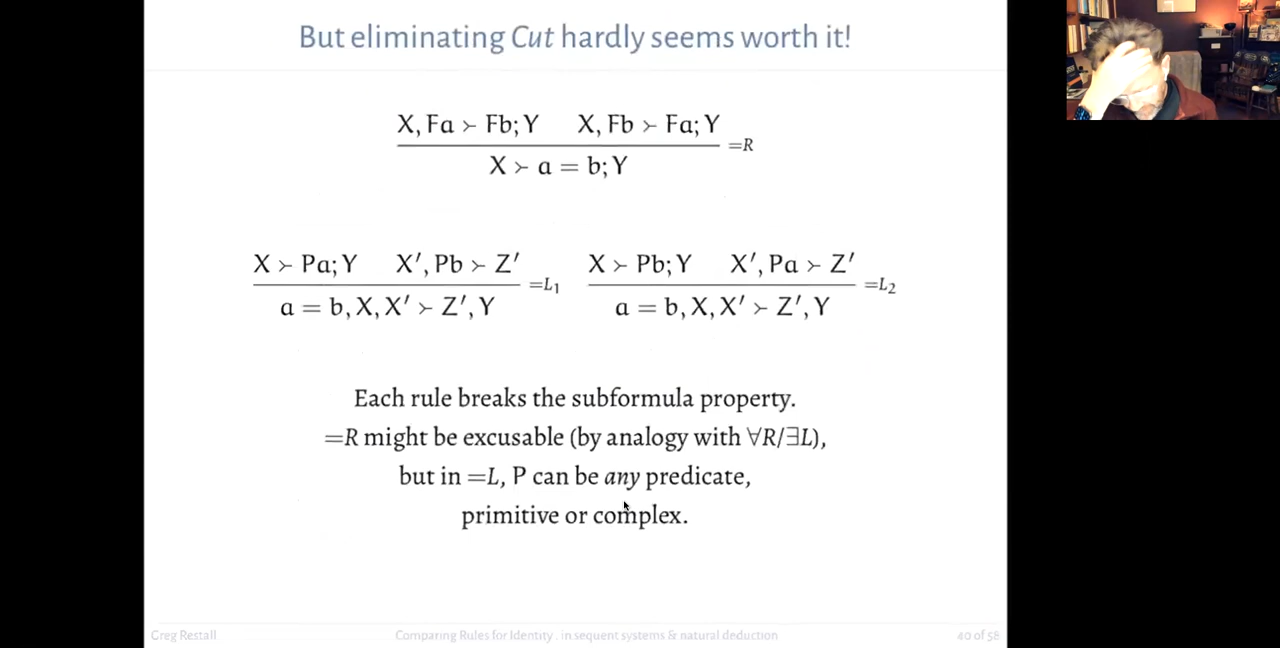 But eliminating Cut hardly seems worth it!
X, Fa ≻ Fb; Y X, Fb ≻ Fa; Y
=R
X ≻ a = b; Y
X ≻ Pa; Y X′, Pb ≻ Z′
=L₁
a = b, X, X′ ≻ Z′, Y
X ≻ Pb; Y X′, Pa ≻ Z′
=L₂
a = b, X, X′ ≻ Z′, Y
Each rule breaks the subformula property.
=R might be excusable (by analogy with ∀R/∃L),
but in =L, P can be any predicate,
primitive or complex.
Greg Restall Comparing Rules for Identity . in sequent systems & natural deduction 40 of 58